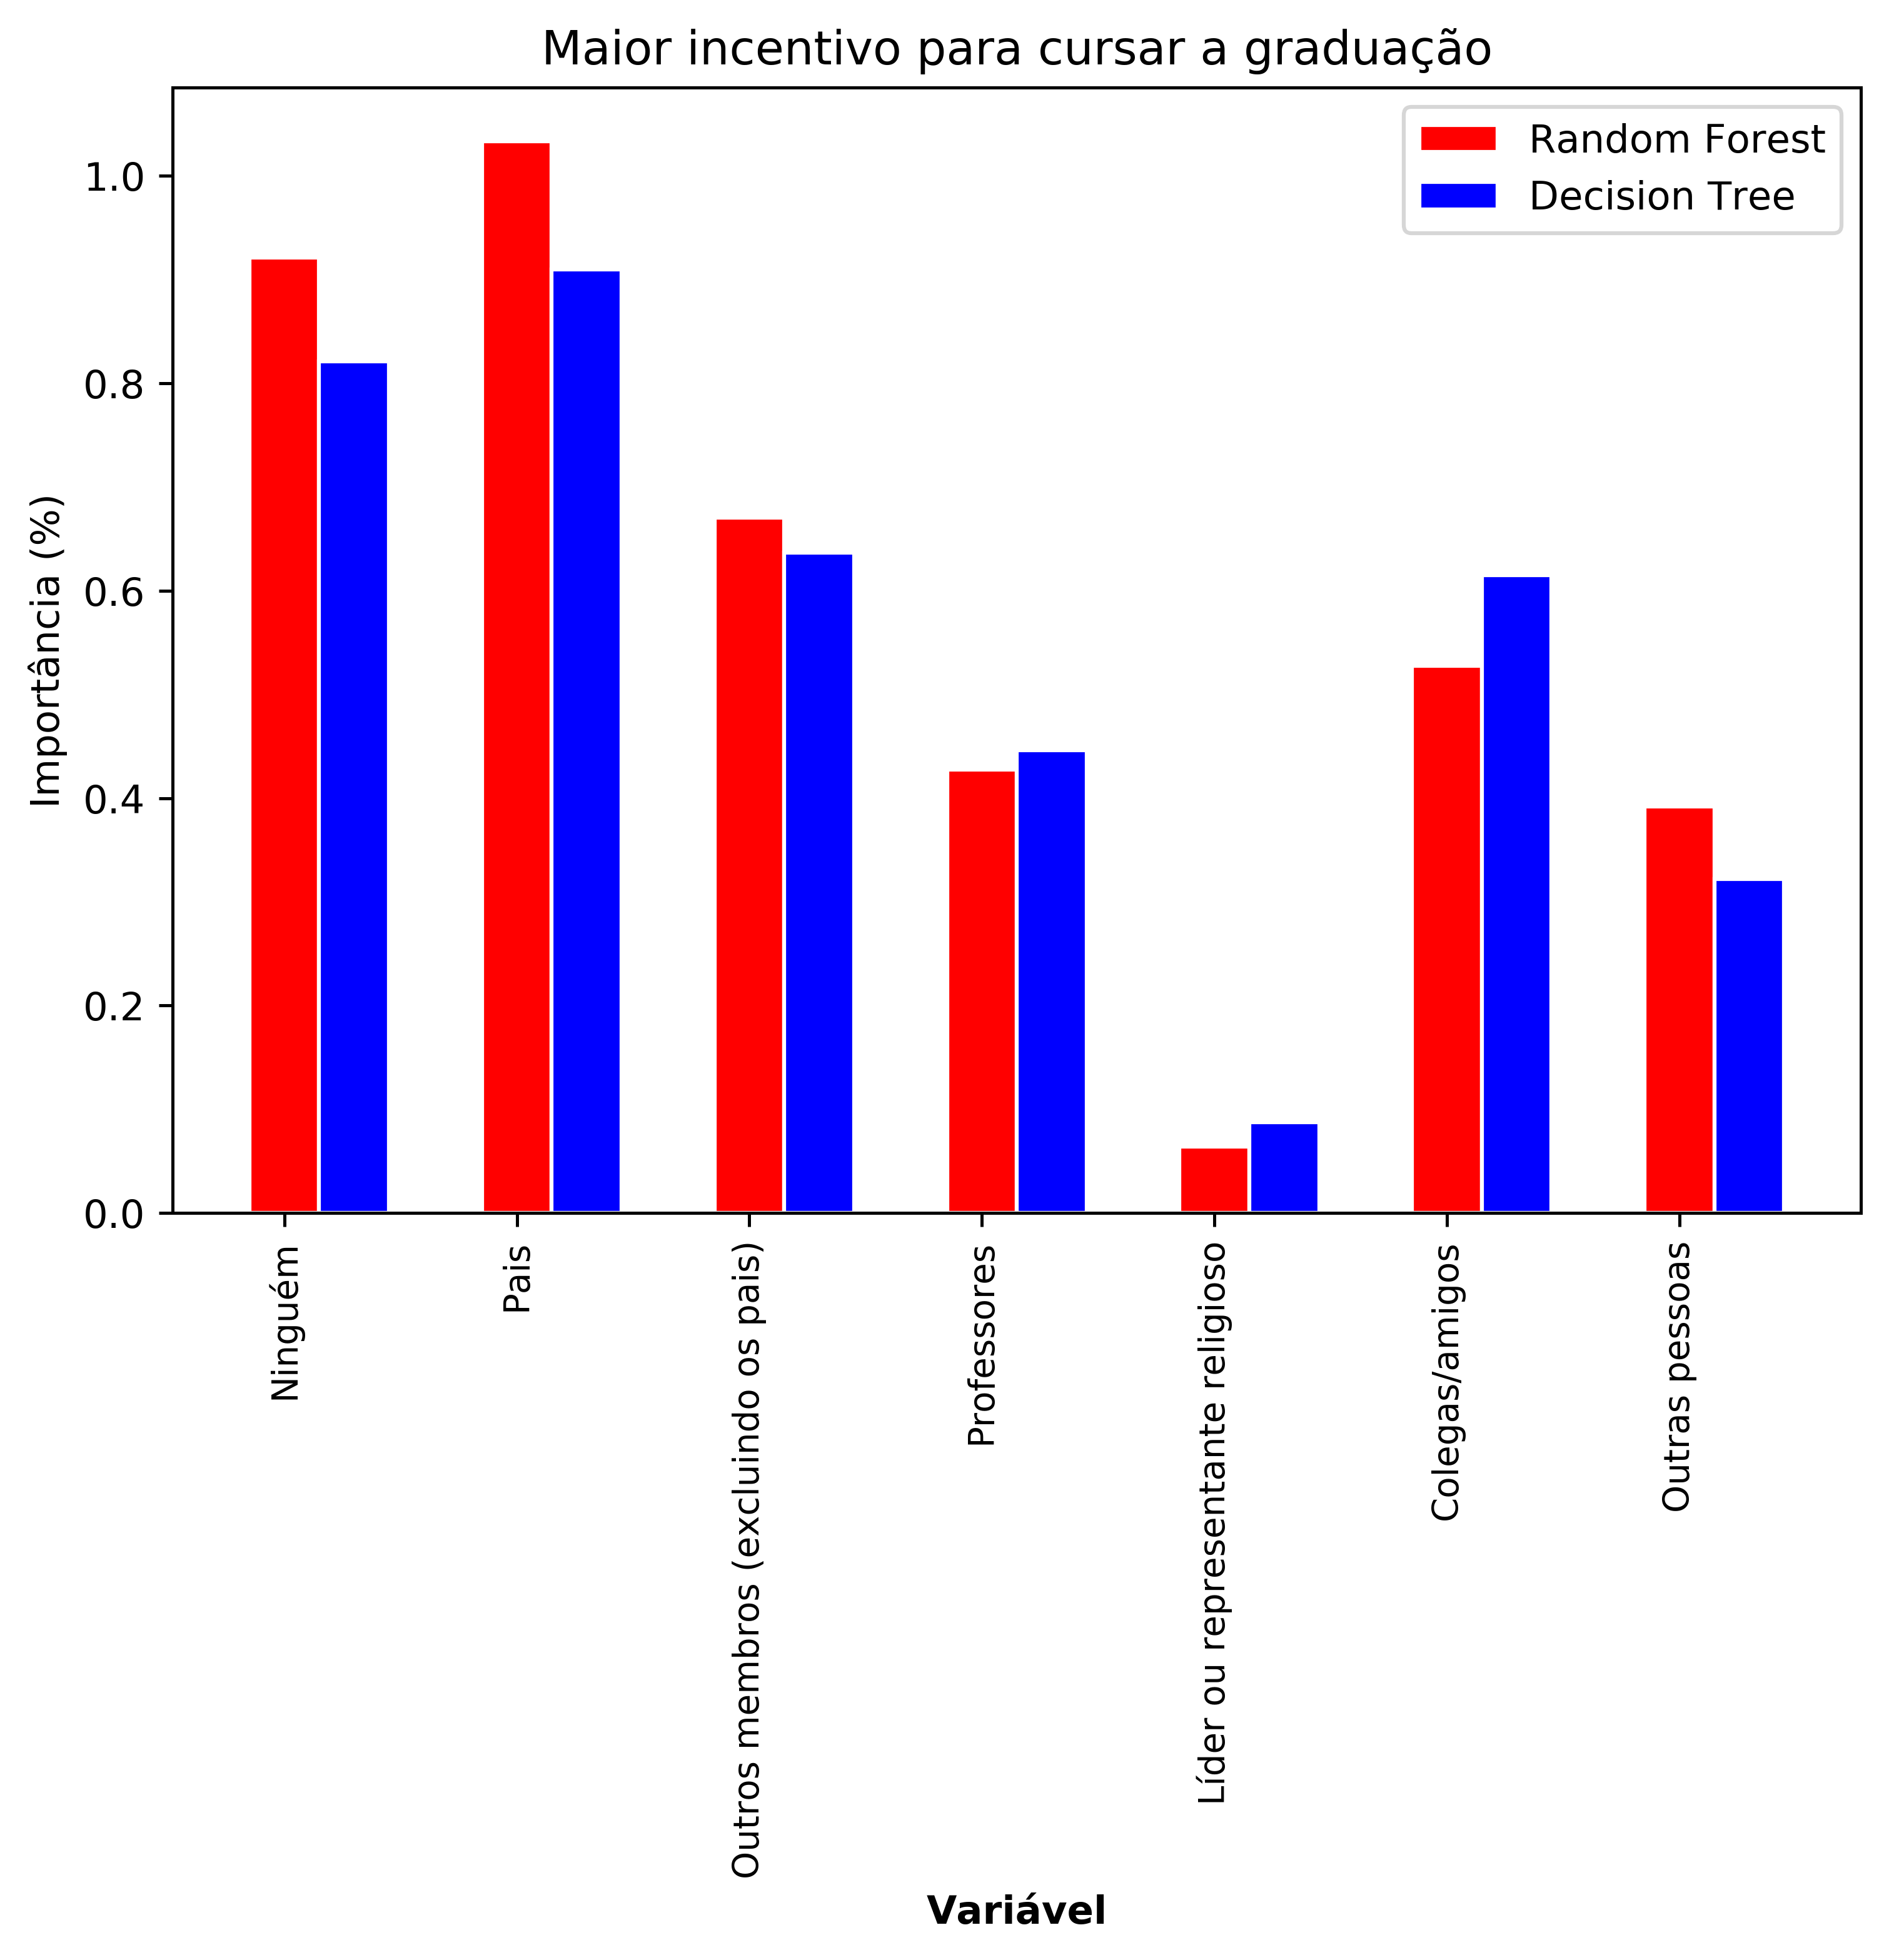 Maior incentivo para cursar a graduação
Random Forest
Decision Tree
Importância (%)
1.0
0.8
0.6
0.4
0.2
0.0
Ninguém
Pais
Outros membros (excluindo os pais)
Professores
Líder ou representante religioso
Colegas/amigos
Outras pessoas
Variável